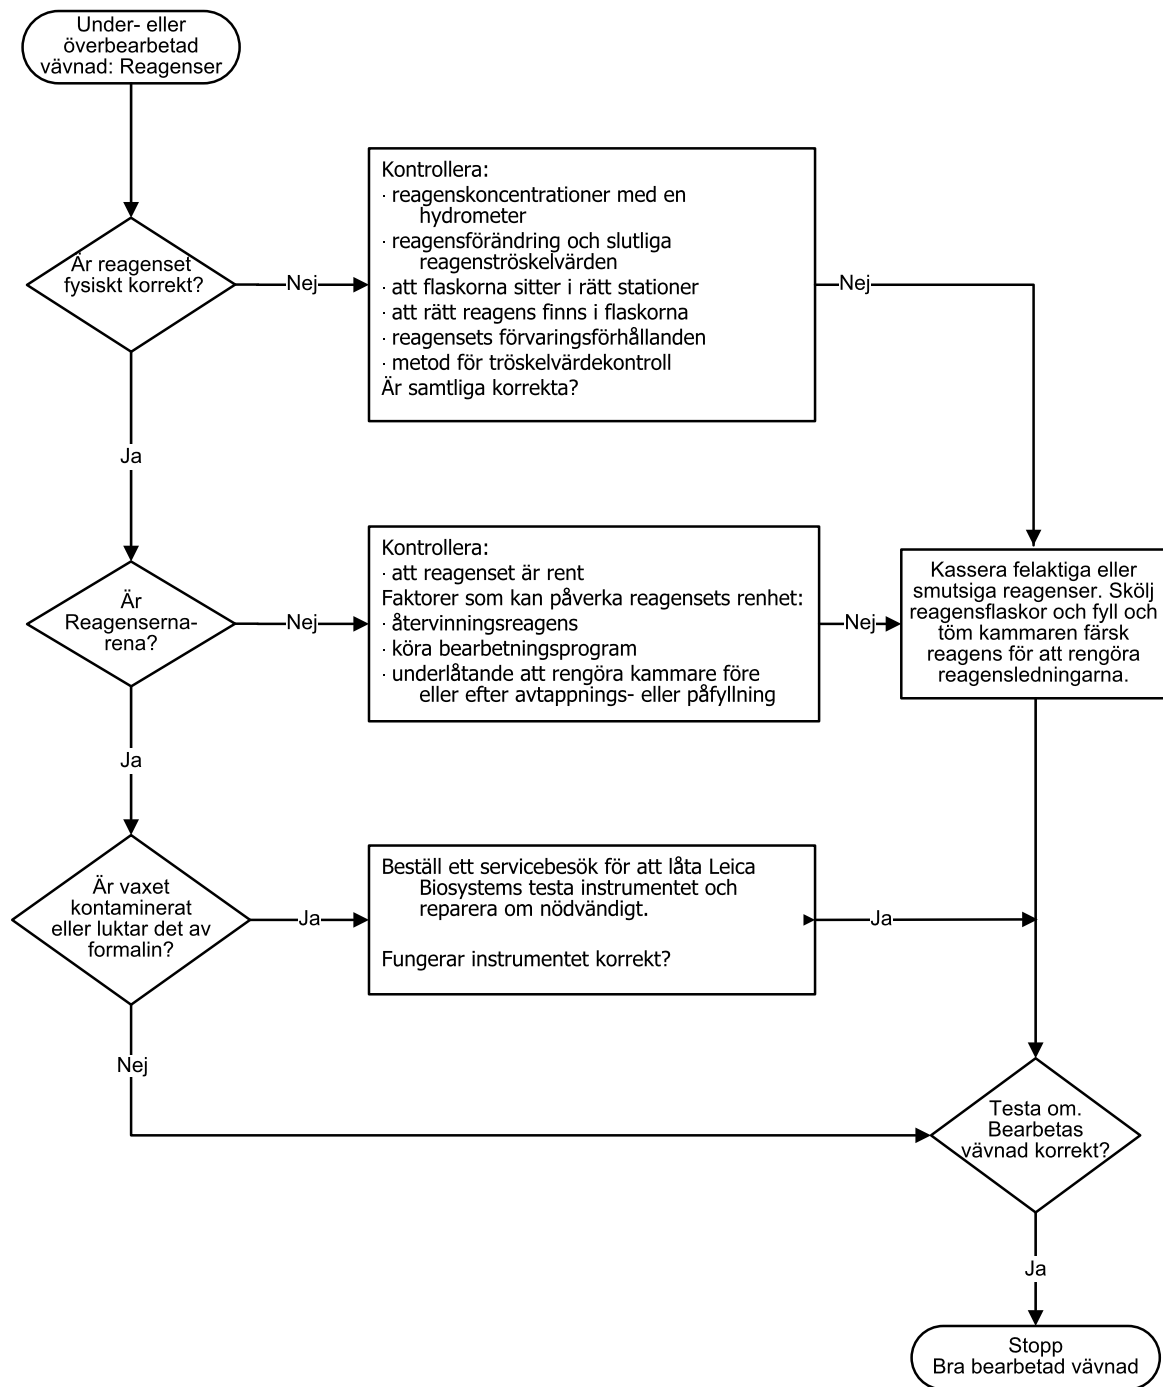 Under- eller
överbearbetad
vävnad: Reagenser
Är reagenset
fysiskt korrekt?
Nej
Kontrollera:
· reagenskoncentrationer med en
hydrometer
· reagensförändring och slutliga
reagenströskelvärden
· att flaskorna sitter i rätt stationer
· att rätt reagens finns i flaskorna
· reagensets förvaringsförhållanden
· metod för tröskelvärdekontroll
Är samtliga korrekta?
Nej
Ja
Är
Reagenserna-
rena?
Nej
Kontrollera:
· att reagenset är rent
Faktorer som kan påverka reagensets renhet:
· återvinningsreagens
· köra bearbetningsprogram
· underlåtande att rengöra kammare före
eller efter avtappnings- eller påfyllning
Nej
Kassera felaktiga eller
smutsiga reagenser. Skölj
reagensflaskor och fyll och
töm kammaren färsk
reagens för att rengöra
reagensledningarna.
Ja
Är vaxet
kontaminerat
eller luktar det av
formalin?
Ja
Beställ ett servicebesök för att låta Leica
Biosystems testa instrumentet och
reparera om nödvändigt.
Fungerar instrumentet korrekt?
Ja
Nej
Testa om.
Bearbetas
vävnad korrekt?
Ja
Stopp
Bra bearbetad vävnad